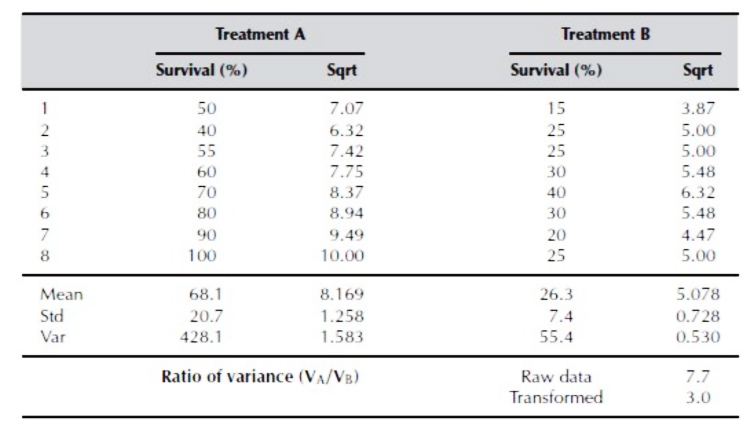 Treatment A Treatment B
Survival (%) Sqrt Survival (%) Sqrt
1 50 7.07 15 3.87
2 40 6.32 25 5.00
3 55 7.42 25 5.00
4 60 7.75 30 5.48
5 70 8.37 40 6.32
6 80 8.94 30 5.48
7 90 9.49 20 4.47
8 100 10.00 25 5.00
Mean 68.1 8.169 26.3 5.078
Std 20.7 1.258 7.4 0.728
Var 428.1 1.583 55.4 0.530
Ratio of variance (VA/VB) Raw data 7.7
Transformed 3.0